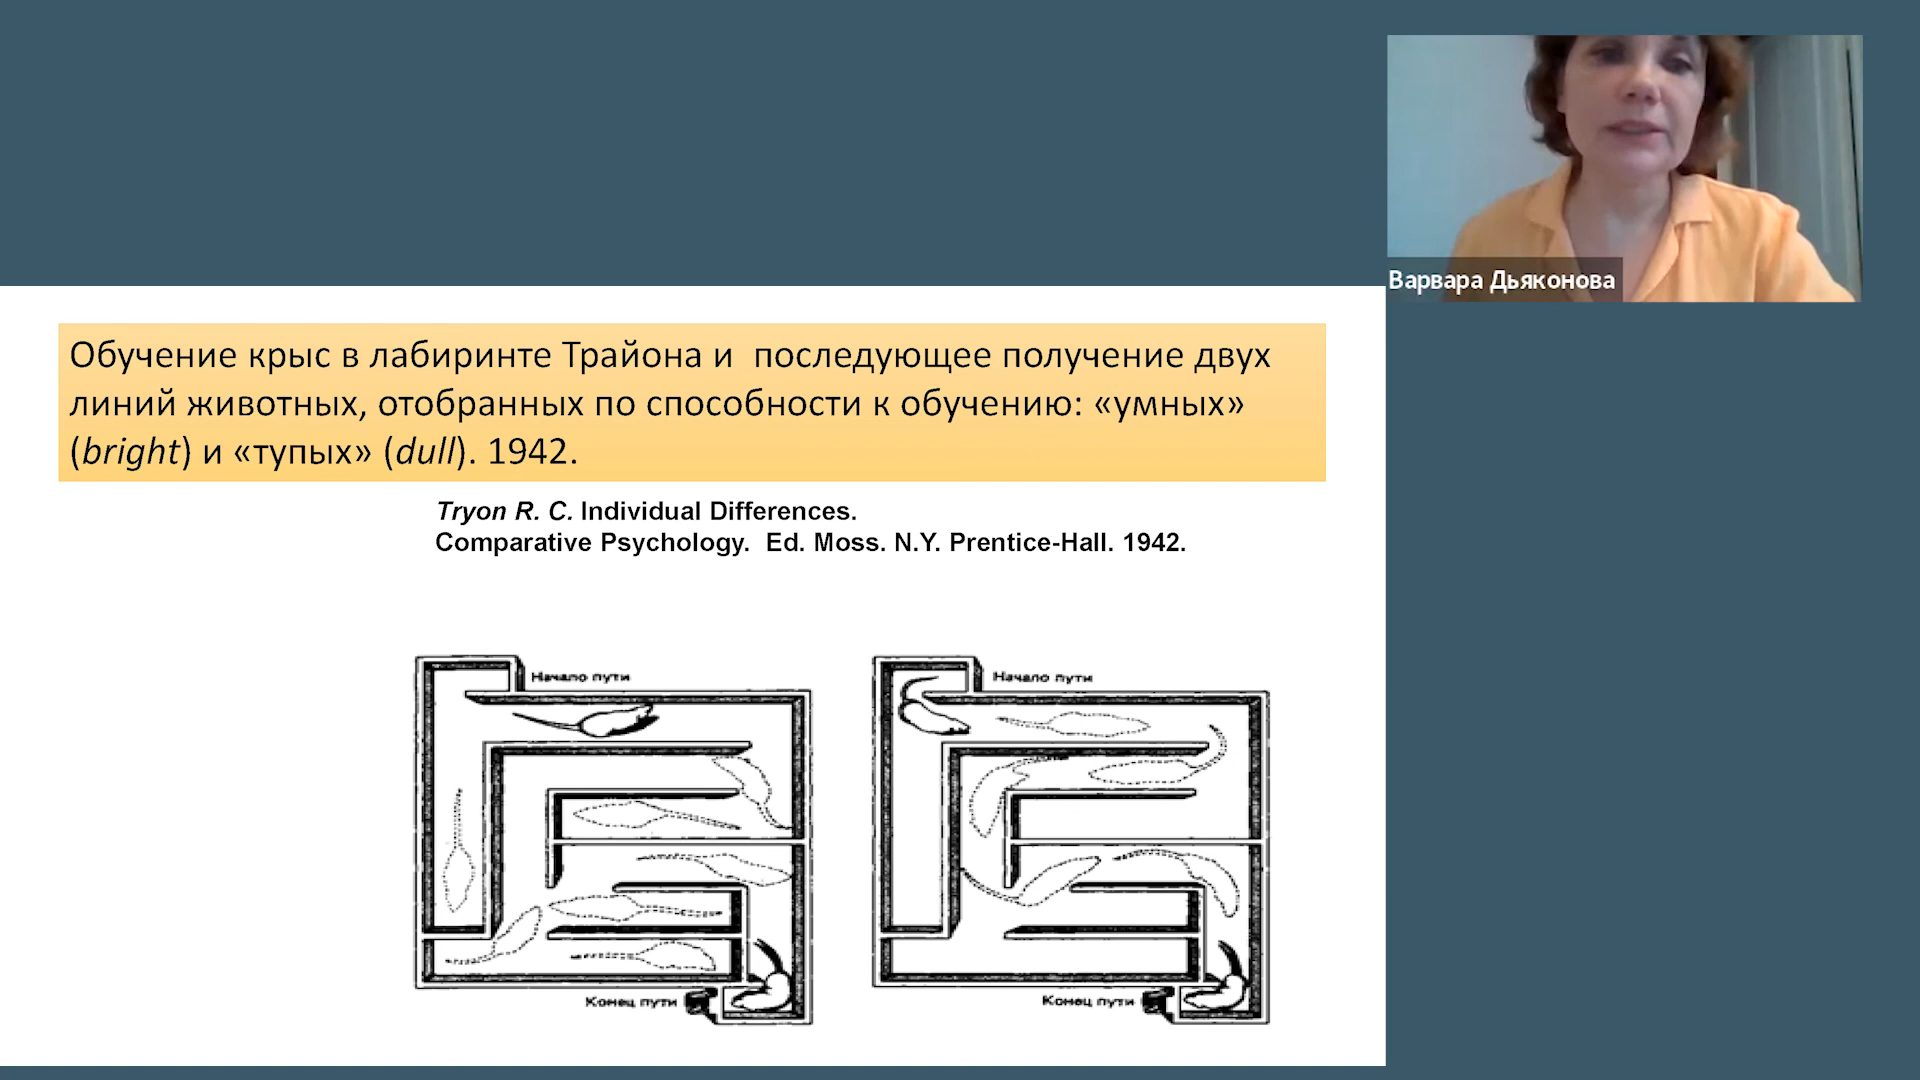 Варвара Дьяконова
Обучение крыс в лабиринте Трайона и последующее получение двух
линий животных, отобранных по способности к обучению: «умных»
(bright) и «тупых» (dull). 1942.
Tryon R. C. Individual Differences.
Comparative Psychology. Ed. Moss. N.Y. Prentice-Hall. 1942.
Начало пути
Начало пути
Конец пути
Конец пути